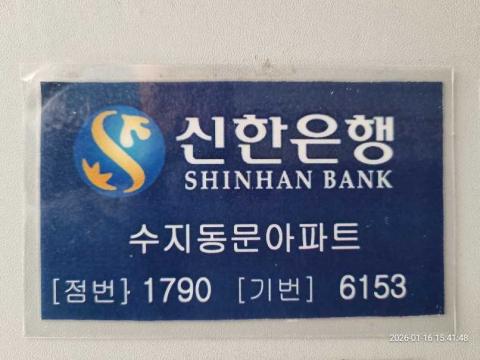 신한은행
SHINHAN BANK
수지동문아파트
[점번] 1790 [기번] 6153
2026-01-16 15:41:48